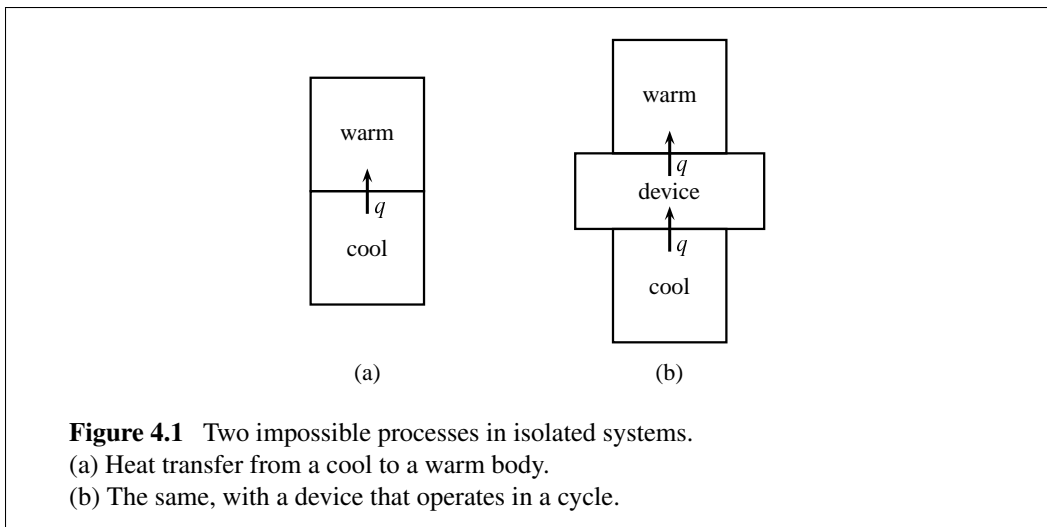 warm
q
cool
(a)
warm
q
device
q
cool
(b)
Figure 4.1 Two impossible processes in isolated systems.
(a) Heat transfer from a cool to a warm body.
(b) The same, with a device that operates in a cycle.